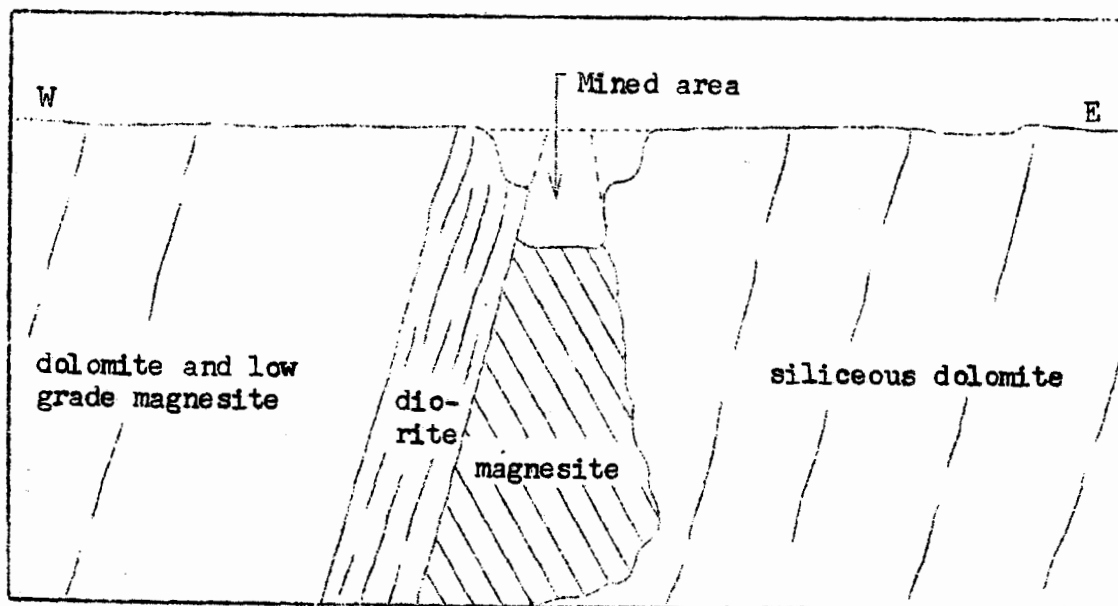 Mined area
W
E
dolomite and low
grade magnesite
siliceous dolomite
dio-
rite
magnesite